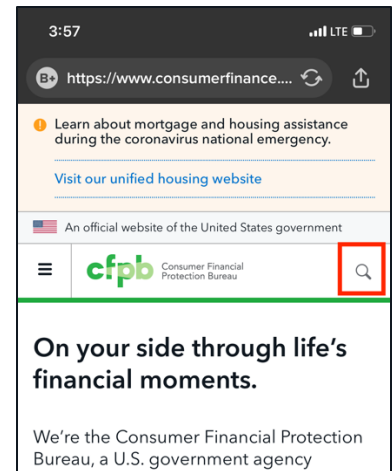 3:57 LTE
B+ https://www.consumerfinance....
Learn about mortgage and housing assistance
during the coronavirus national emergency.
Visit our unified housing website
An official website of the United States government
cfpb Consumer Financial
Protection Bureau
On your side through life’s
financial moments.
We’re the Consumer Financial Protection
Bureau, a U.S. government agency